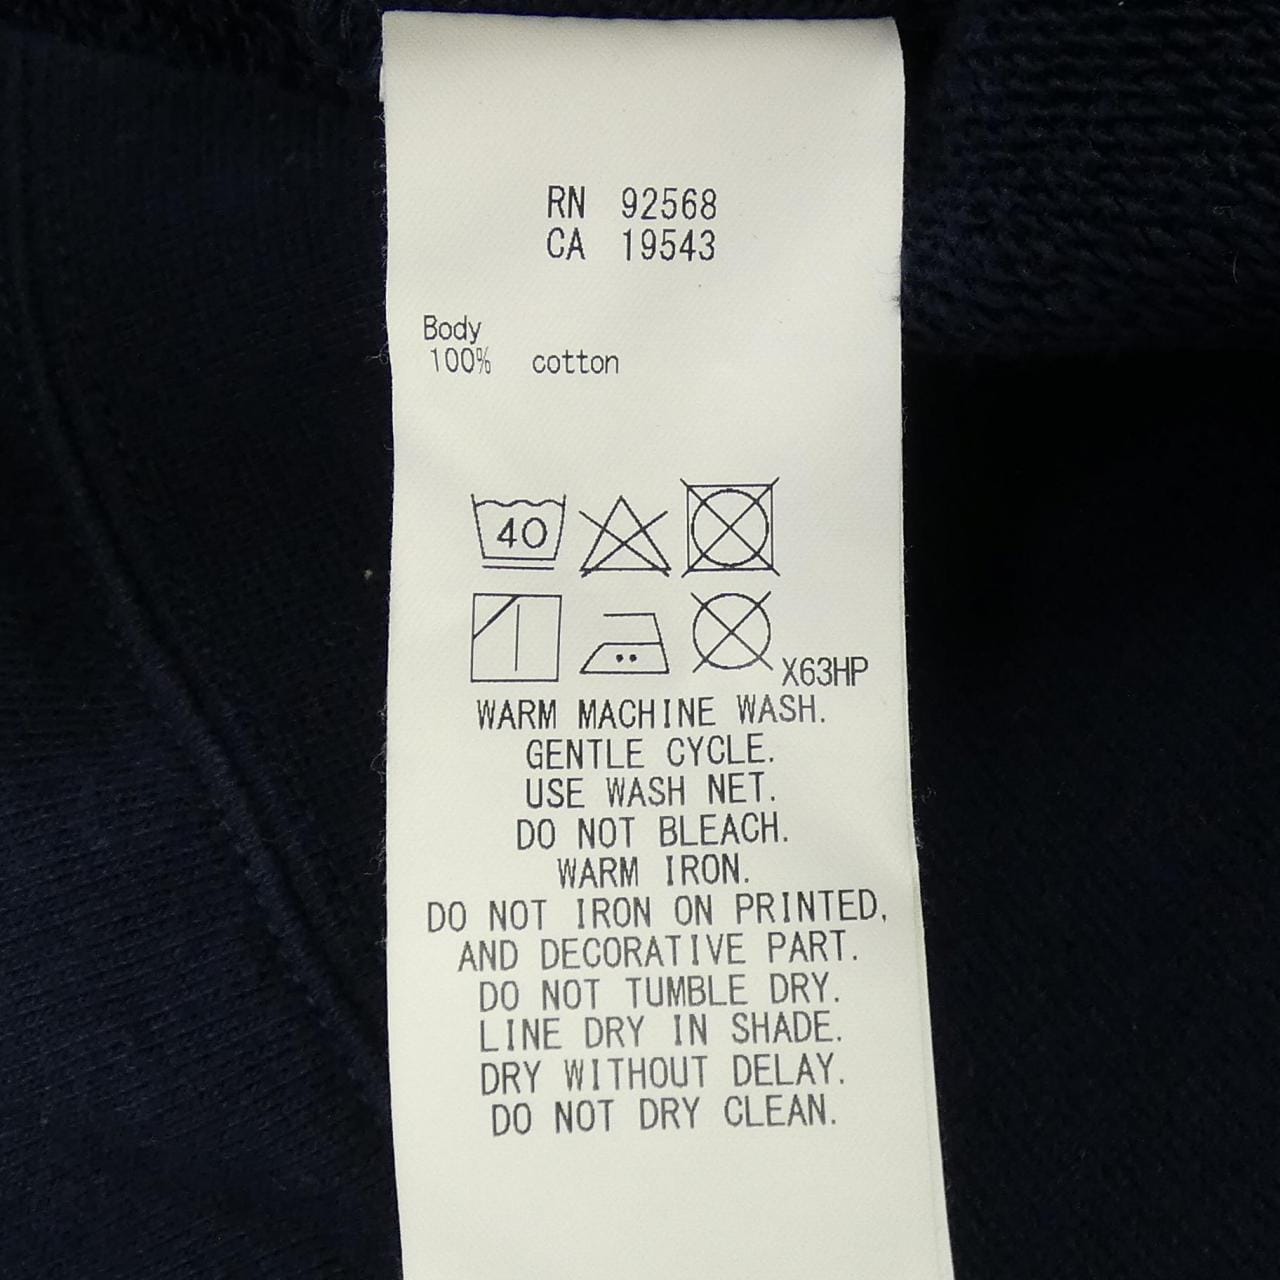 RN 92568
CA 19543
Body
100% cotton
40
X63HP
WARM MACHINE WASH.
GENTLE CYCLE.
USE WASH NET.
DO NOT BLEACH.
WARM IRON.
DO NOT IRON ON PRINTED,
AND DECORATIVE PART.
DO NOT TUMBLE DRY.
LINE DRY IN SHADE.
DRY WITHOUT DELAY.
DO NOT DRY CLEAN.